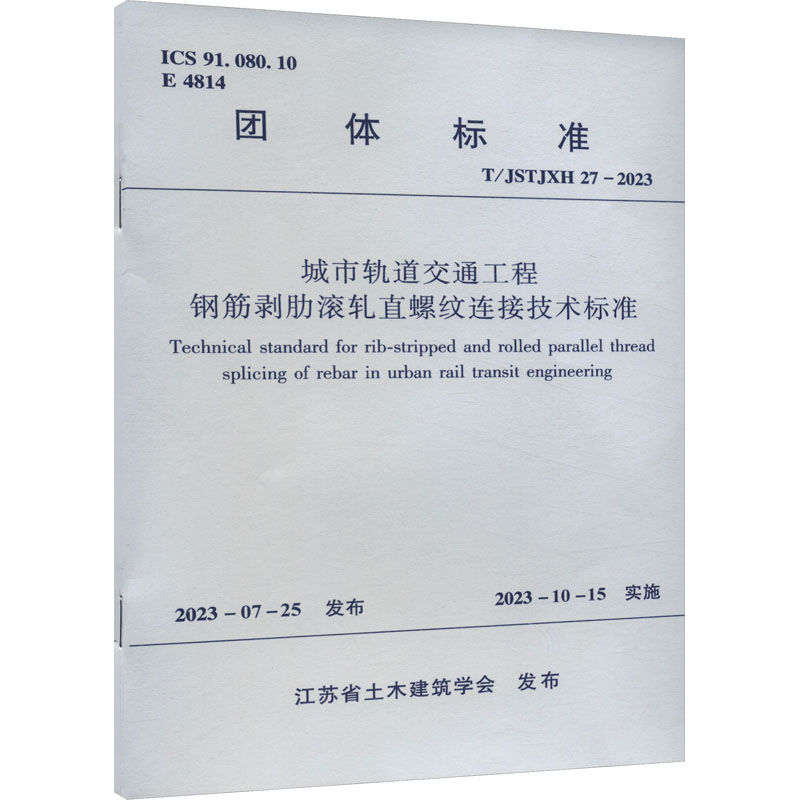 ICS 91.080.10
E 4814
团 体 标 准
T/JSTJXH 27-2023
城市轨道交通工程
钢筋剥肋滚轧直螺纹连接技术标准
Technical standard for rib-stripped and rolled parallel thread
splicing of rebar in urban rail transit engineering
2023-07-25 发布 2023-10-15 实施
江苏省土木建筑学会 发布